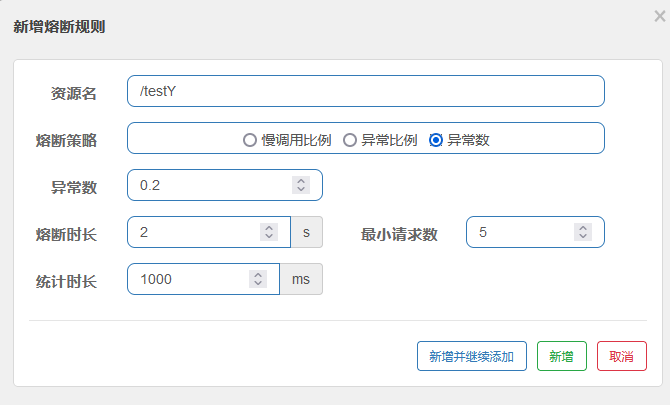 新增熔断规则
×
资源名 /testY
熔断策略 慢调用比例 异常比例 异常数
异常数 0.2
熔断时长 2 s 最小请求数 5
统计时长 1000 ms
新增并继续添加 新增 取消